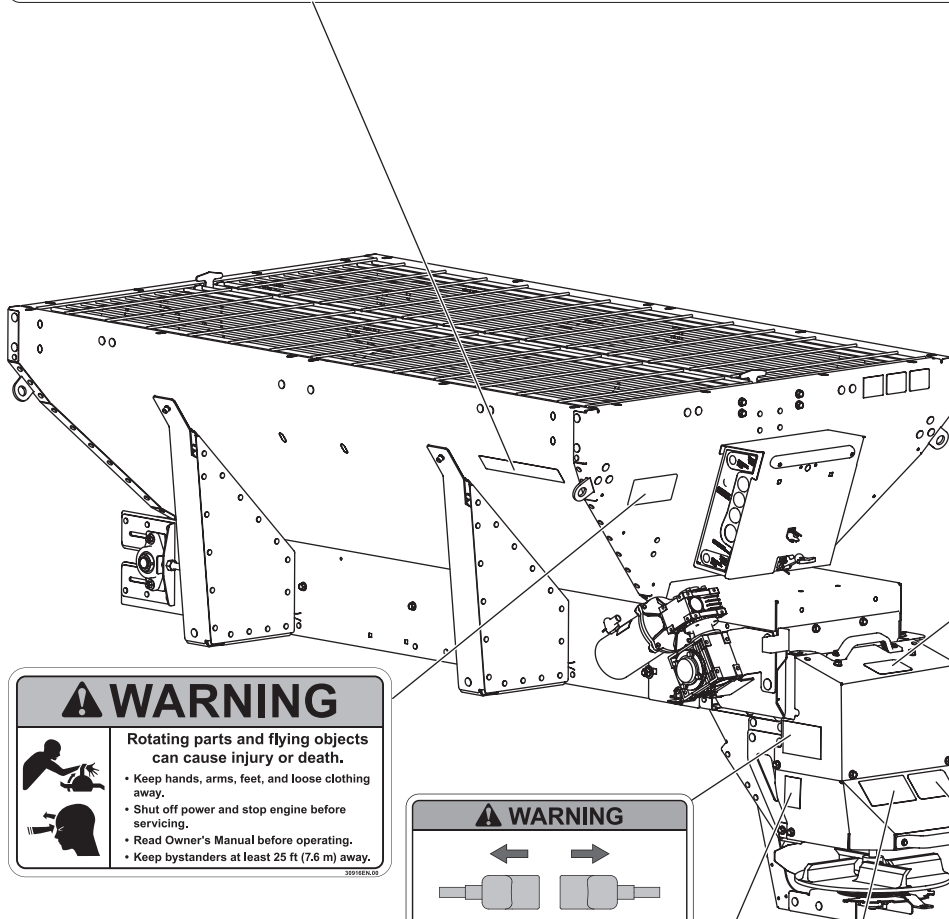 WARNING
Rotating parts and flying objects
can cause injury or death.
• Keep hands, arms, feet, and loose clothing
away.
• Shut off power and stop engine before
servicing.
• Read Owner's Manual before operating.
• Keep bystanders at least 25 ft (7.6 m) away.
30916EN.00
WARNING